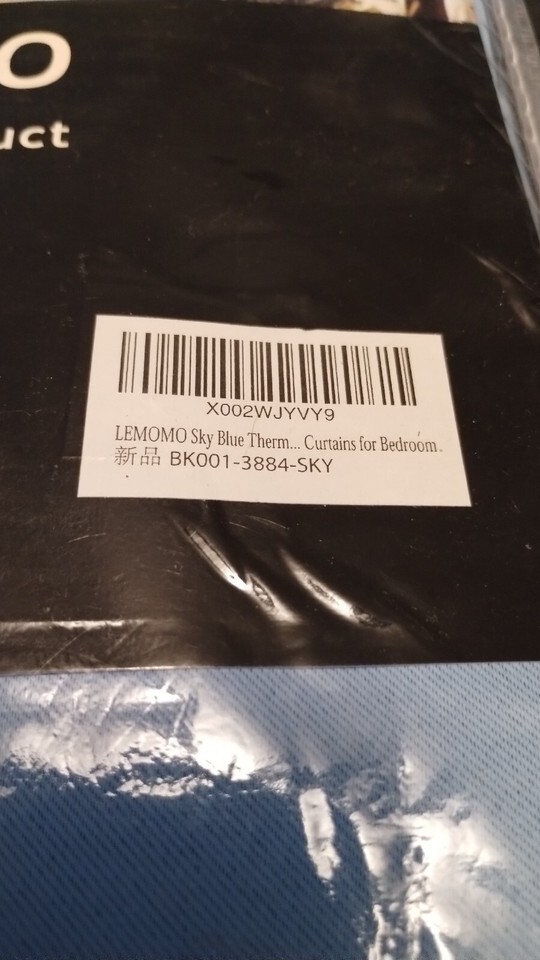 O
uct
X002WJYVY9
LEMOMO Sky Blue Therm... Curtains for Bedroom
新品 BK001-3884-SKY